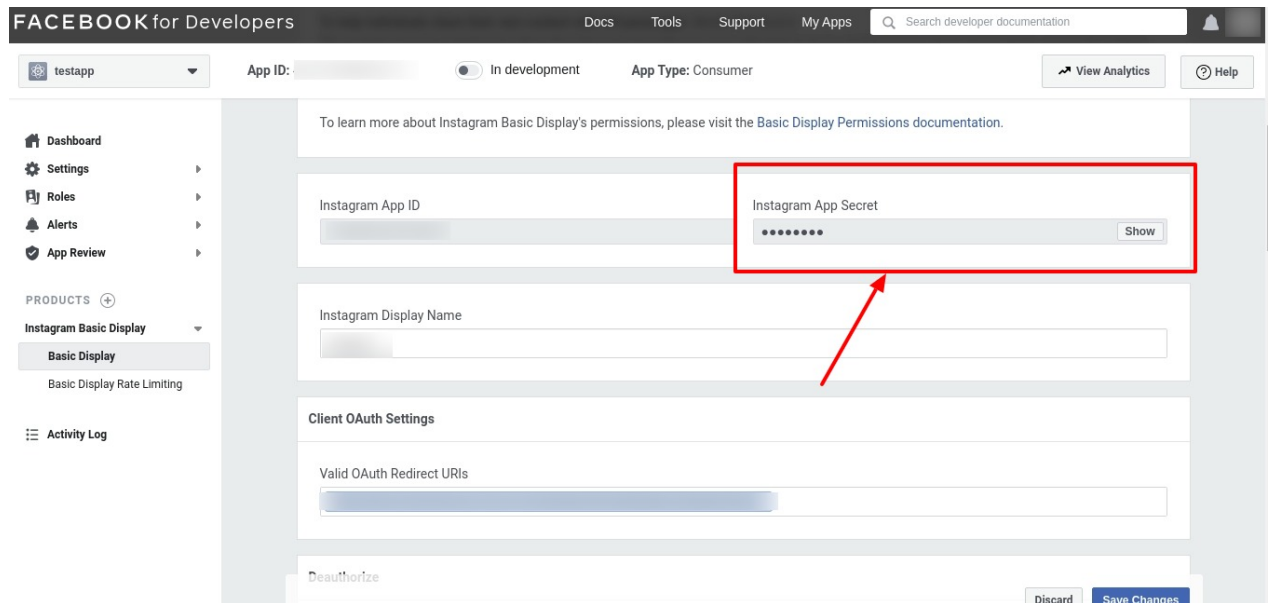 FACEBOOK for Developers Docs Tools Support My Apps Search developer documentation
testapp App ID: In development App Type: Consumer View Analytics Help
To learn more about Instagram Basic Display's permissions, please visit the Basic Display Permissions documentation.
Dashboard
Settings
Roles
Alerts
App Review
PRODUCTS
Instagram Basic Display
Basic Display
Basic Display Rate Limiting
Activity Log
Instagram App ID
Instagram App Secret
●●●●●●●● Show
Instagram Display Name
Client OAuth Settings
Valid OAuth Redirect URIs
Deauthorize
Discard Save Changes